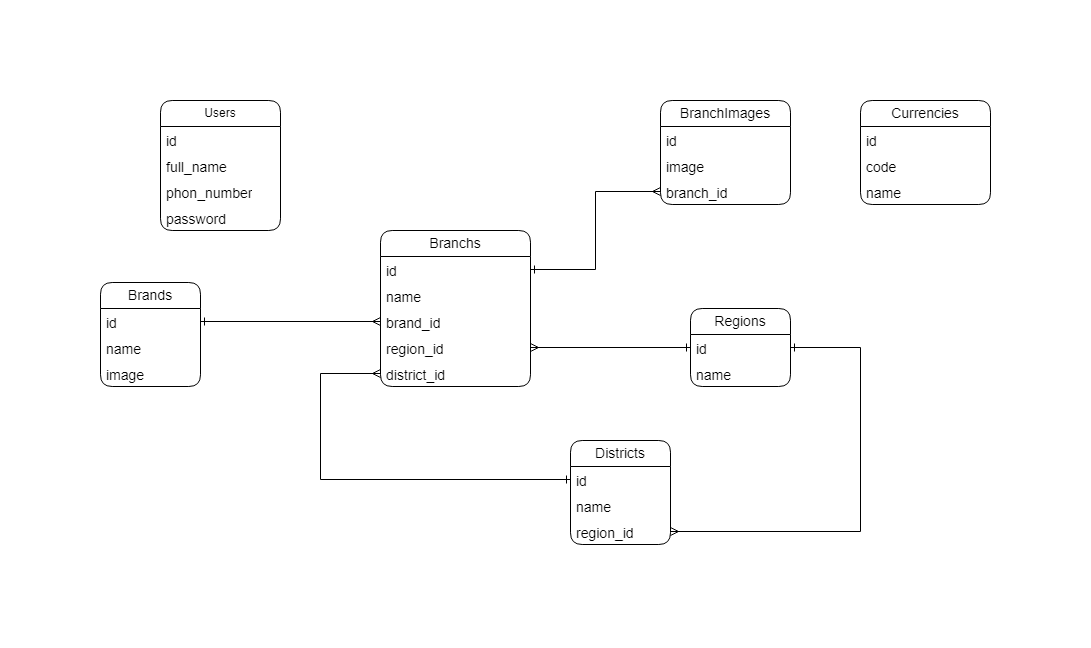 Users
id
full_name
phon_number
password
BranchImages
id
image
branch_id
Currencies
id
code
name
Branchs
id
name
brand_id
region_id
district_id
Brands
id
name
image
Regions
id
name
Districts
id
name
region_id